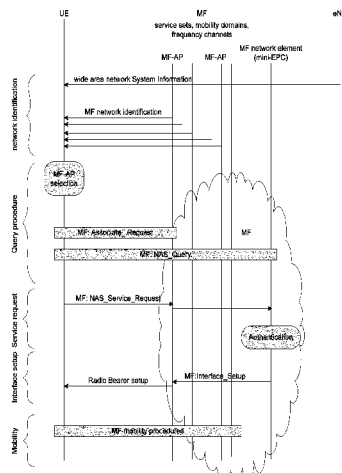 UE
MF
eN
service sets, mobility domains,
frequency channels
MF-AP
MF-AP
MF network element
(mini-EPC)
wide area network System Information
MF network identification
network identification
MF-AP
selection
Query procedure
MF: Associate_Request
MF
MF: NAS_Query
Service request
MF: NAS_Service_Request
Authentication
Interface setup
MF:Interface_Setup
Radio Bearer setup
Mobility
MF-mobility procedures